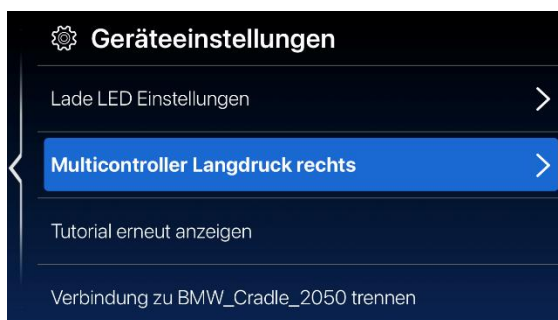 Geräteeinstellungen
Lade LED Einstellungen
Multicontroller Langdruck rechts
Tutorial erneut anzeigen
Verbindung zu BMW_Cradle_2050 trennen